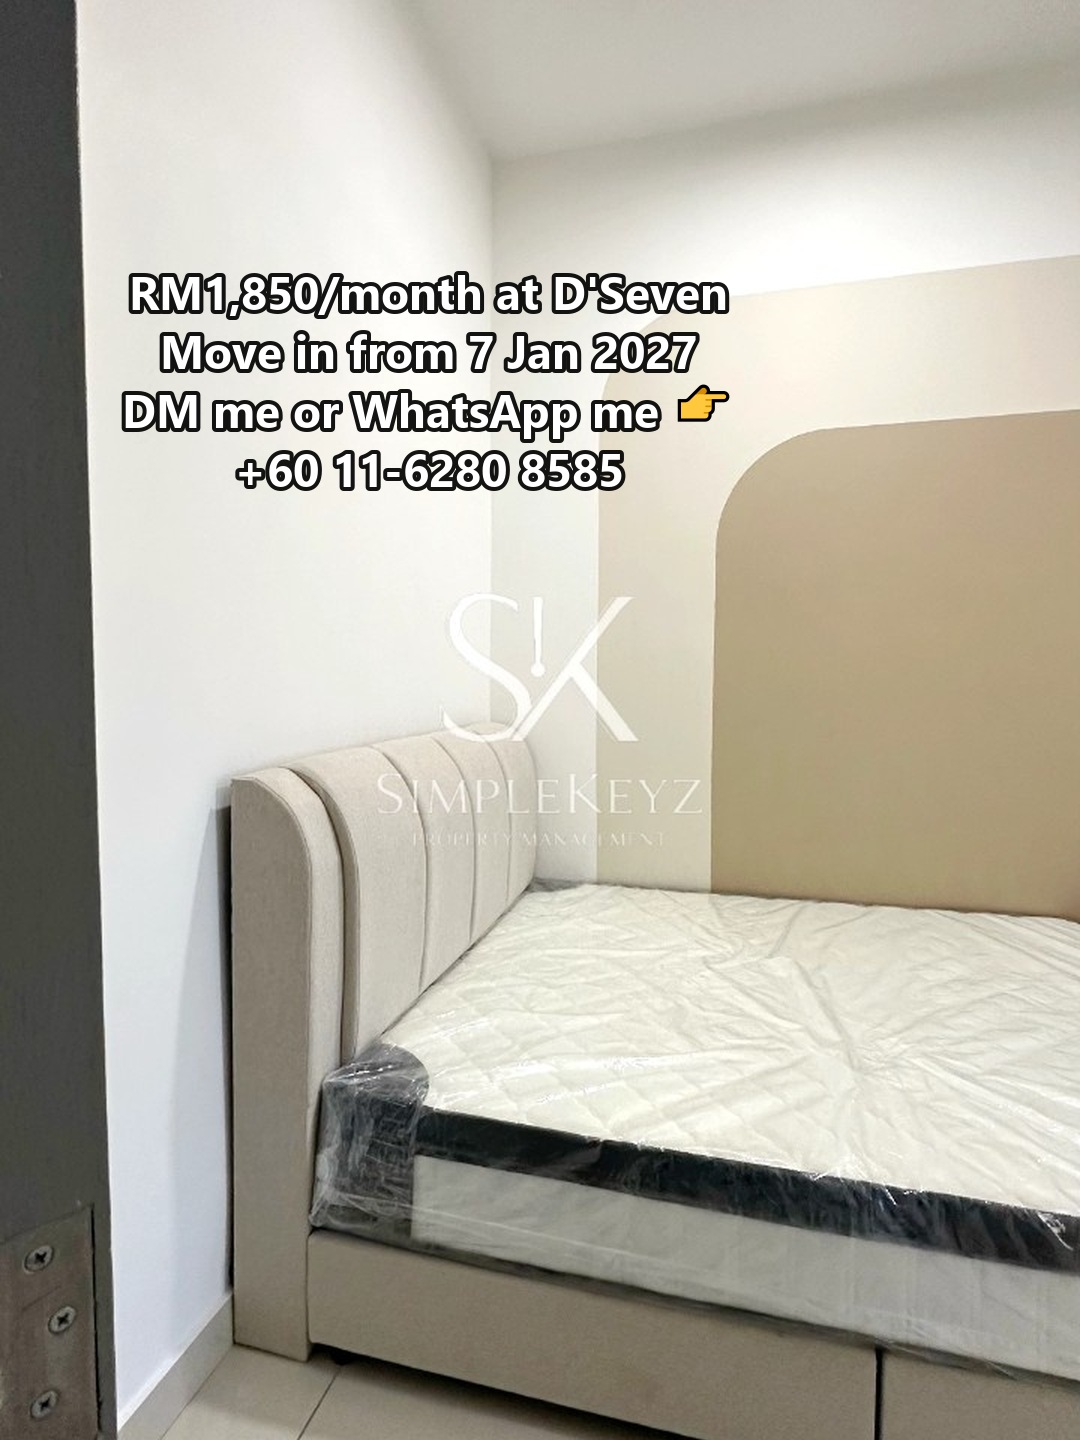 RM1,850/month at D'Seven
Move in from 7 Jan 2027
DM me or WhatsApp me 👉
+60 11-6280 8585
SK
SIMPLEKEYZ
PROPERTY MANAGEMENT